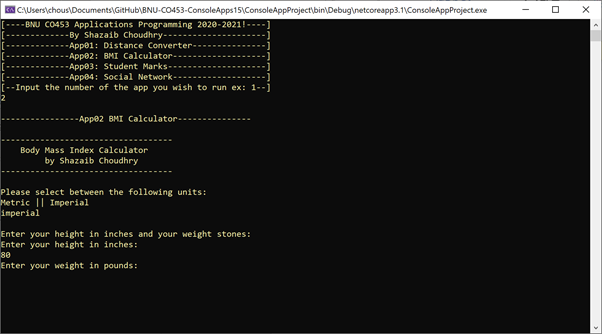 C:\Users\chous\Documents\GitHub\BNU-CO453-ConsoleApps15\ConsoleAppProject\bin\Debug\netcoreapp3.1\ConsoleAppProject.exe
[----BNU CO453 Applications Programming 2020-2021!----]
[-------------By Shazaib Choudhry---------------------]
[-------------App01: Distance Converter---------------]
[-------------App02: BMI Calculator-------------------]
[-------------App03: Student Marks--------------------]
[-------------App04: Social Network-------------------]
[--Input the number of the app you wish to run ex: 1--]
2
----------------App02 BMI Calculator---------------
-----------------------------------
Body Mass Index Calculator
by Shazaib Choudhry
-----------------------------------
Please select between the following units:
Metric || Imperial
imperial
Enter your height in inches and your weight stones:
Enter your height in inches:
80
Enter your weight in pounds: